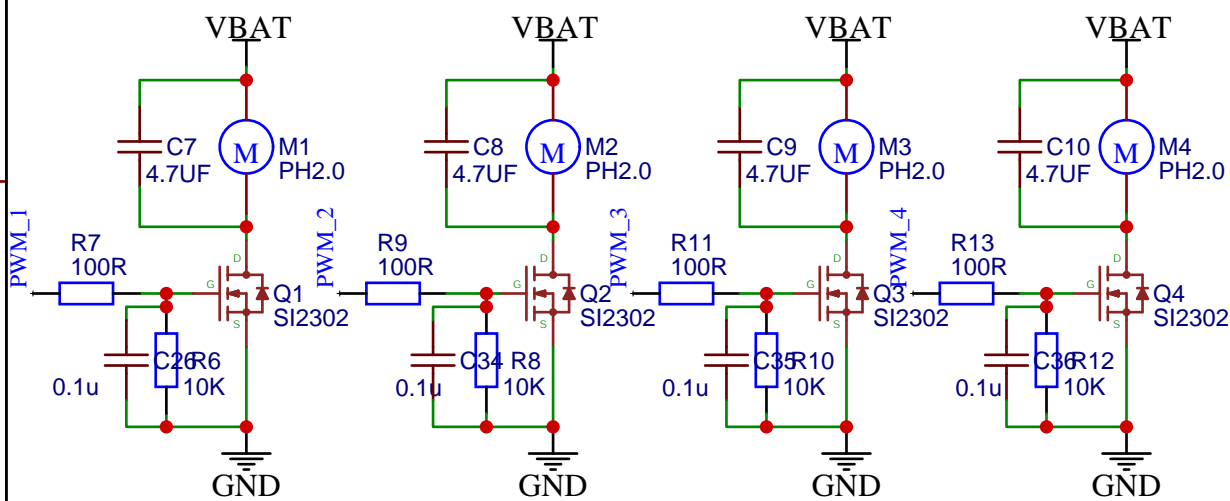 VBAT VBAT VBAT VBAT
C7 M1 C8 M2 C9 M3 C10 M4
M M M M
4.7UF PH2.0 4.7UF PH2.0 4.7UF PH2.0 4.7UF PH2.0
PWM_1 PWM_2 PWM_3 PWM_4
R7 R9 R11 R13
100R 100R 100R 100R
D D D D
G G G G
Q1 Q2 Q3 Q4
SI2302 SI2302 SI2302 SI2302
S S S S
C26 R6 C34 R8 C35 R10 C36 R12
0.1u 10K 0.1u 10K 0.1u 10K 0.1u 10K
GND GND GND GND